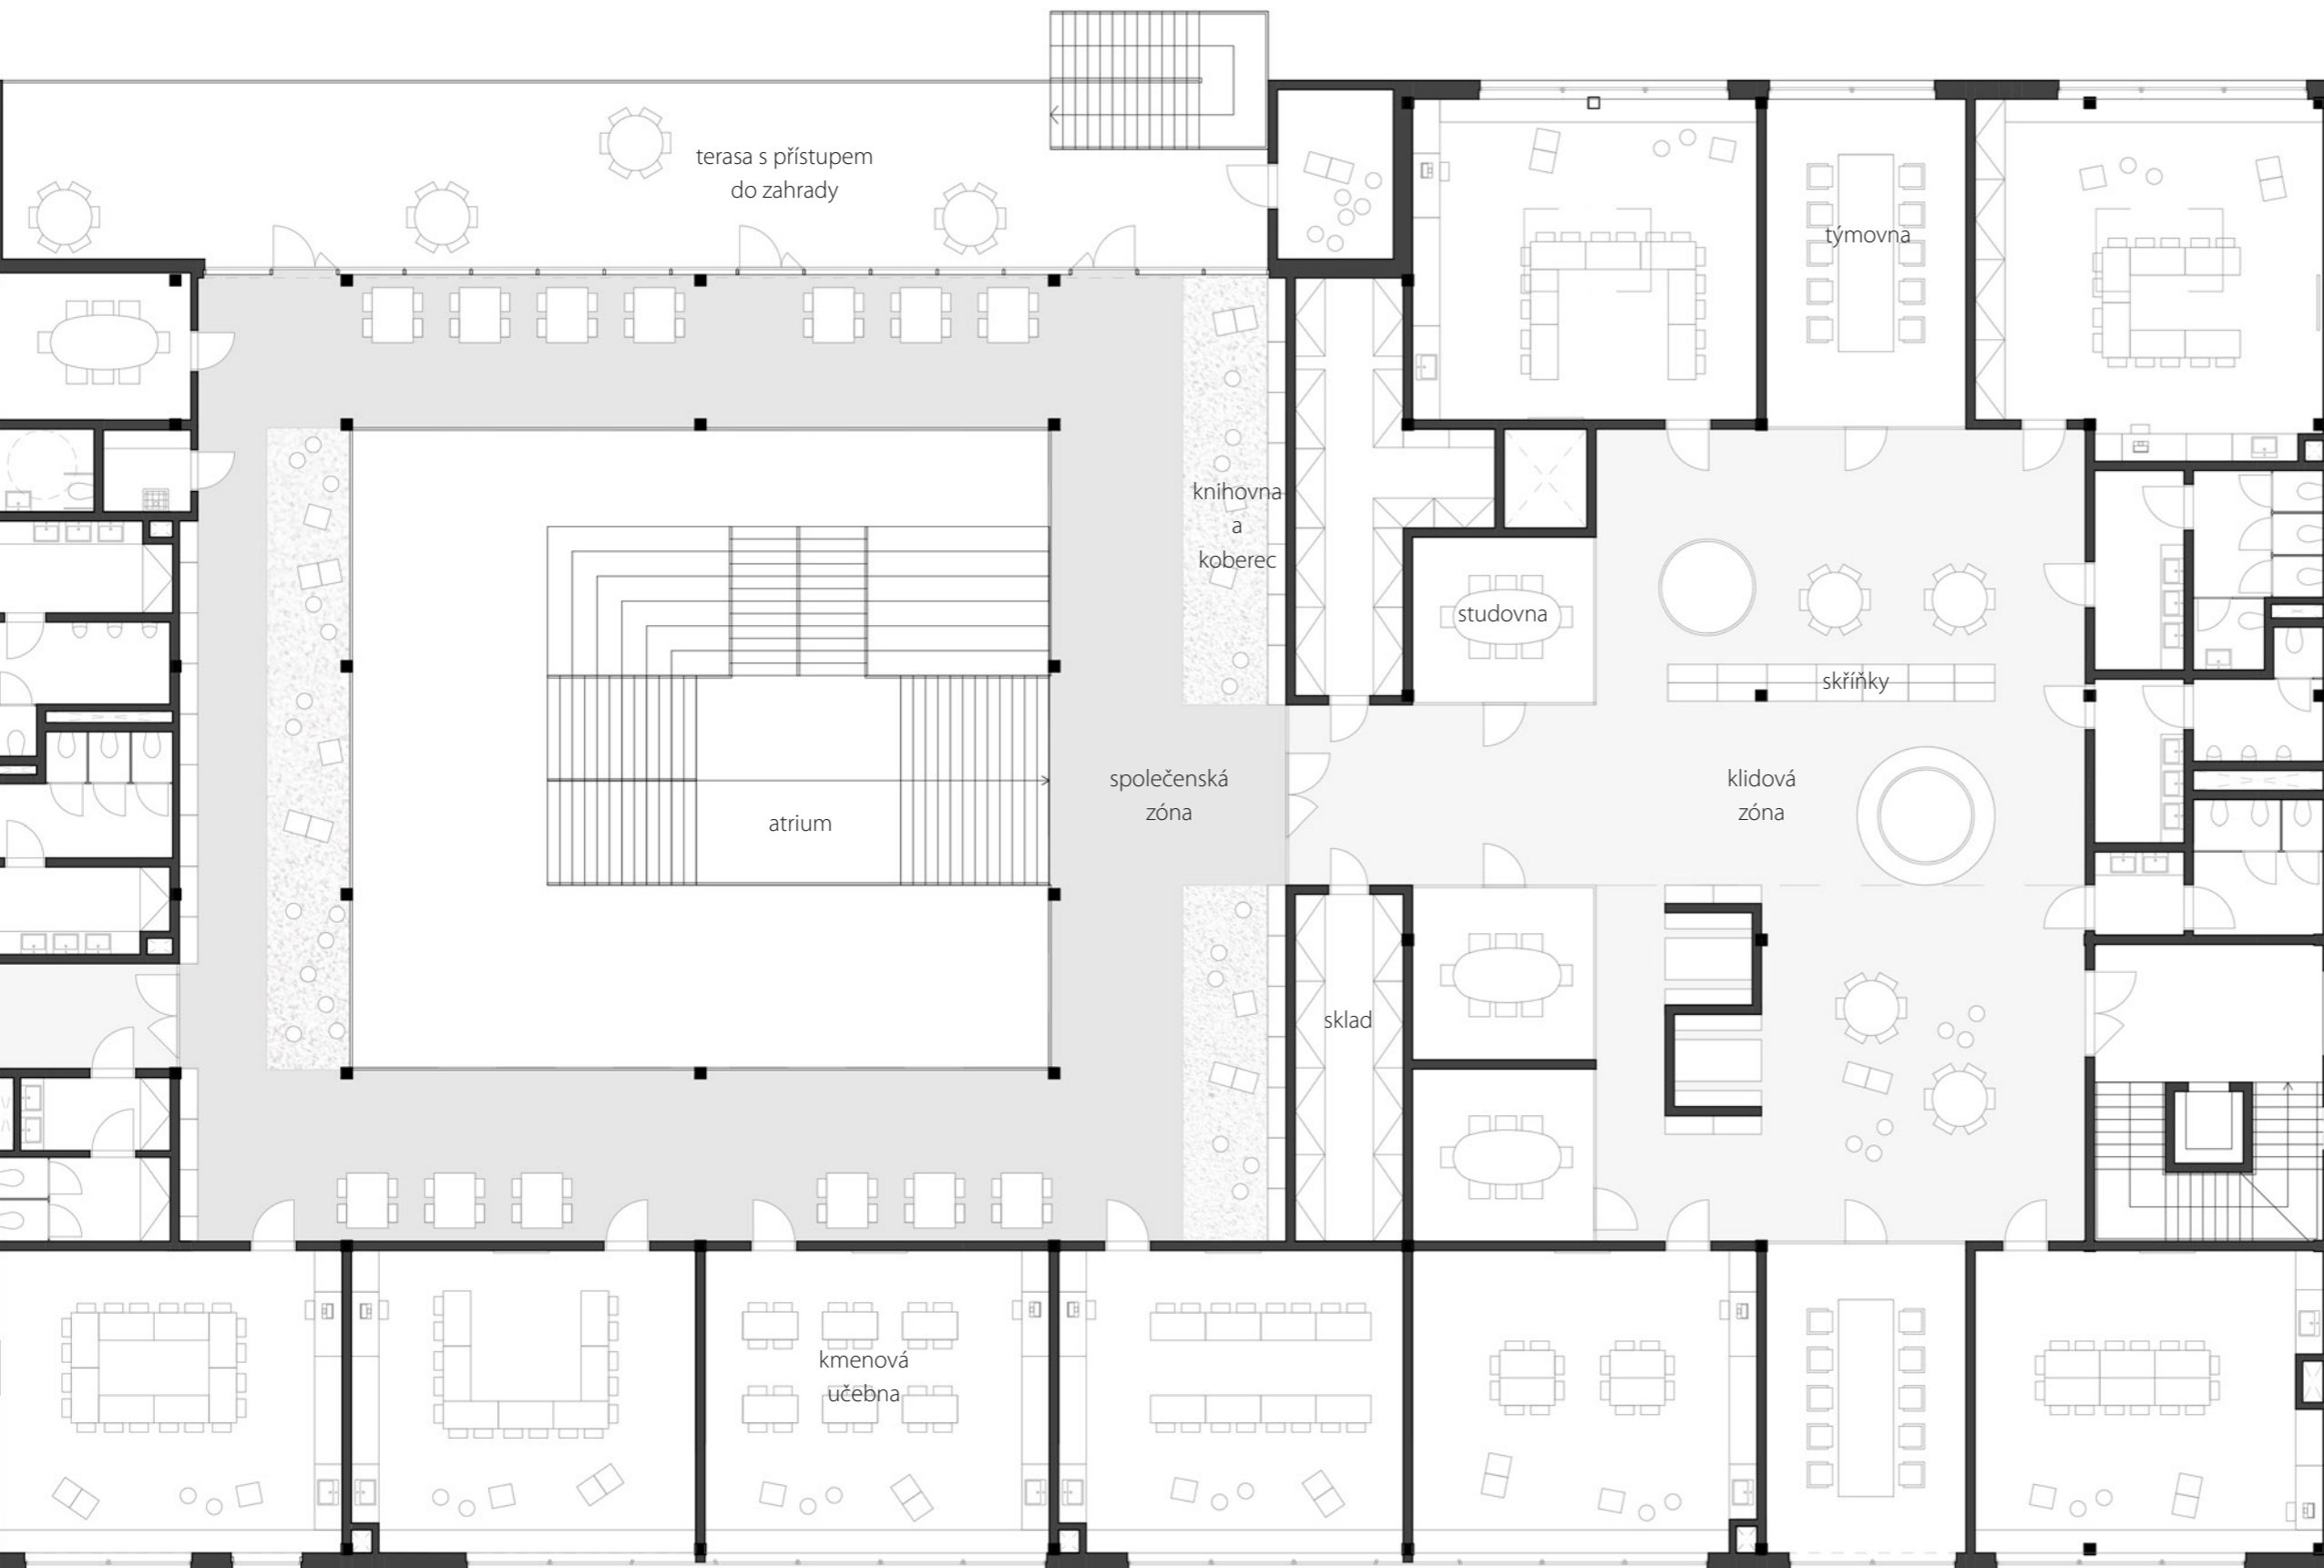 terasa s přístupem
do zahrady
týmovna
knihovna
a
koberec
studovna
skříňky
společenská
zóna
klidová
zóna
atrium
sklad
kmenová
učebna